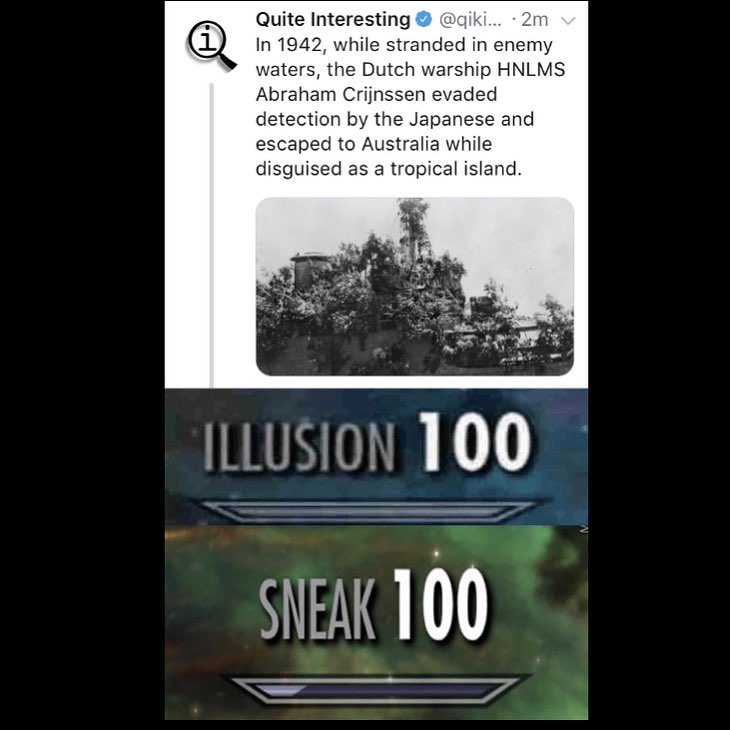 Quite Interesting @qiki... · 2m
In 1942, while stranded in enemy
waters, the Dutch warship HNLMS
Abraham Crijnssen evaded
detection by the Japanese and
escaped to Australia while
disguised as a tropical island.
ILLUSION 100
SNEAK 100